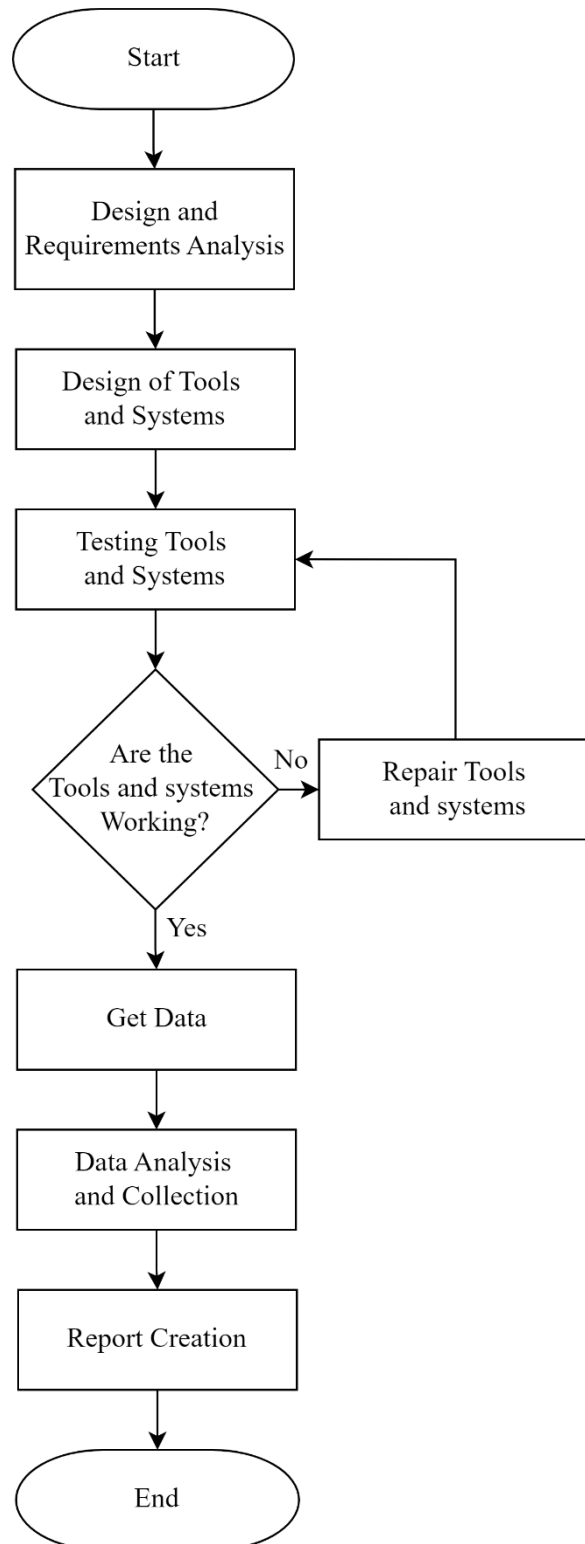 Start
Design and
Requirements Analysis
Design of Tools
and Systems
Testing Tools
and Systems
Are the
Tools and systems
Working?
No
Repair Tools
and systems
Yes
Get Data
Data Analysis
and Collection
Report Creation
End